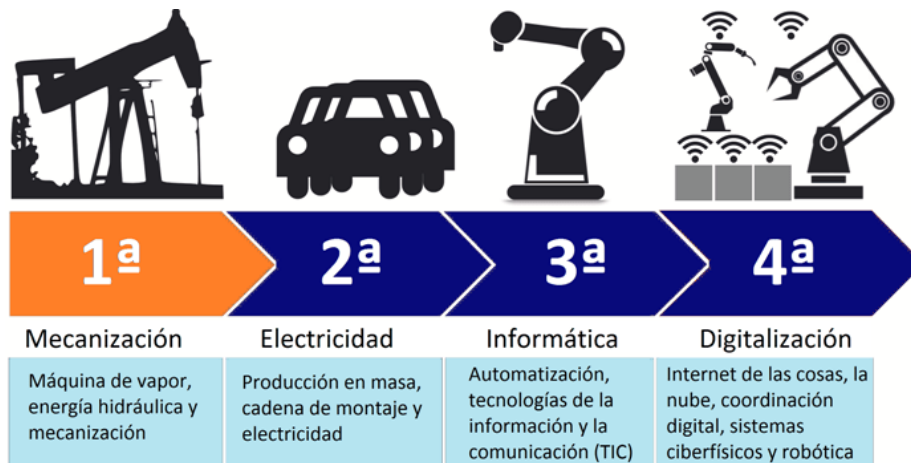 1ª
2ª
3ª
4ª
Mecanización
Electricidad
Informática
Digitalización
Máquina de vapor,
energía hidráulica y
mecanización
Producción en masa,
cadena de montaje y
electricidad
Automatización,
tecnologías de la
información y la
comunicación (TIC)
Internet de las cosas, la
nube, coordinación
digital, sistemas
ciberfísicos y robótica